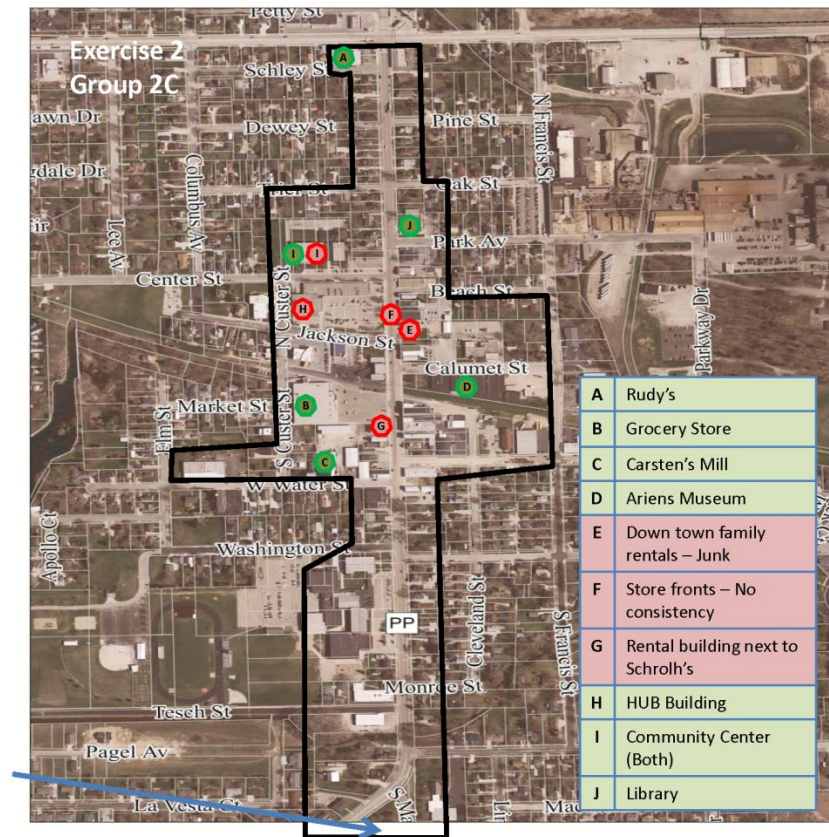 Petty St
Exercise 2
Group 2C
Schley St
A
Dewey St
Pine St
N Francis St
Trier St
Oak St
Columbus Av
Lee Av
J
Park Av
I
I
Center St
N Custer St
Beach St
H
F
E
Jackson St
Parkway Dr
Calumet St
D
Market St
B
S Custer St
G
Elm St
C
W Water St
Apollo Ct
Washington St
Cleveland St
S Francis St
PP
Monroe St
Tesch St
Pagel Av
La Vesta Ct
S Ma
A Rudy's
B Grocery Store
C Carsten's Mill
D Ariens Museum
E Down town family
rentals – Junk
F Store fronts – No
consistency
G Rental building next to
Schrolh's
H HUB Building
I Community Center
(Both)
J Library